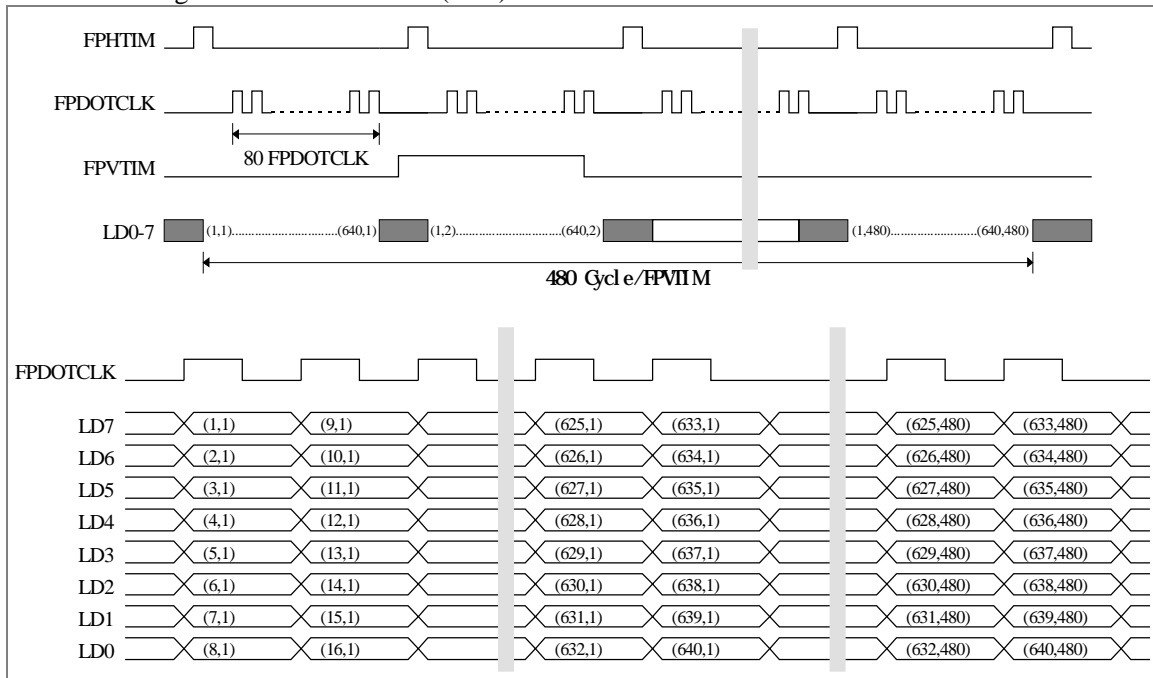 FPHTIM
FPDOTCLK
80 FPDOTCLK
FPVTIM
LD0-7 (1,1)..............................(640,1) (1,2)..............................(640,2) (1,480)..............................(640,480)
480 Cycle/FPVTIM
FPDOTCLK
LD7 (1,1) (9,1) (625,1) (633,1) (625,480) (633,480)
LD6 (2,1) (10,1) (626,1) (634,1) (626,480) (634,480)
LD5 (3,1) (11,1) (627,1) (635,1) (627,480) (635,480)
LD4 (4,1) (12,1) (628,1) (636,1) (628,480) (636,480)
LD3 (5,1) (13,1) (629,1) (637,1) (629,480) (637,480)
LD2 (6,1) (14,1) (630,1) (638,1) (630,480) (638,480)
LD1 (7,1) (15,1) (631,1) (639,1) (631,480) (639,480)
LD0 (8,1) (16,1) (632,1) (640,1) (632,480) (640,480)